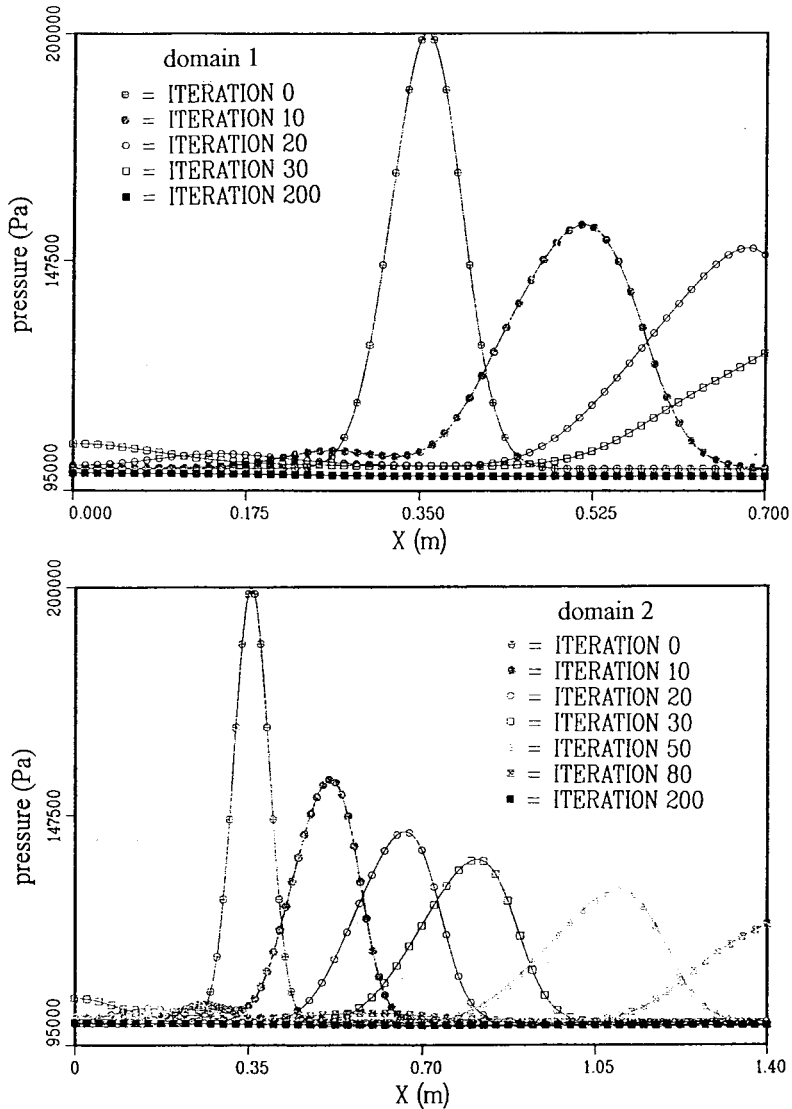 200000
domain 1
= ITERATION 0
= ITERATION 10
= ITERATION 20
= ITERATION 30
= ITERATION 200
pressure (Pa)
147500
95000
0.000
0.175
0.350
0.525
0.700
X (m)
200000
domain 2
= ITERATION 0
= ITERATION 10
= ITERATION 20
= ITERATION 30
= ITERATION 50
= ITERATION 80
= ITERATION 200
pressure (Pa)
147500
95000
0
0.35
0.70
1.05
1.40
X (m)